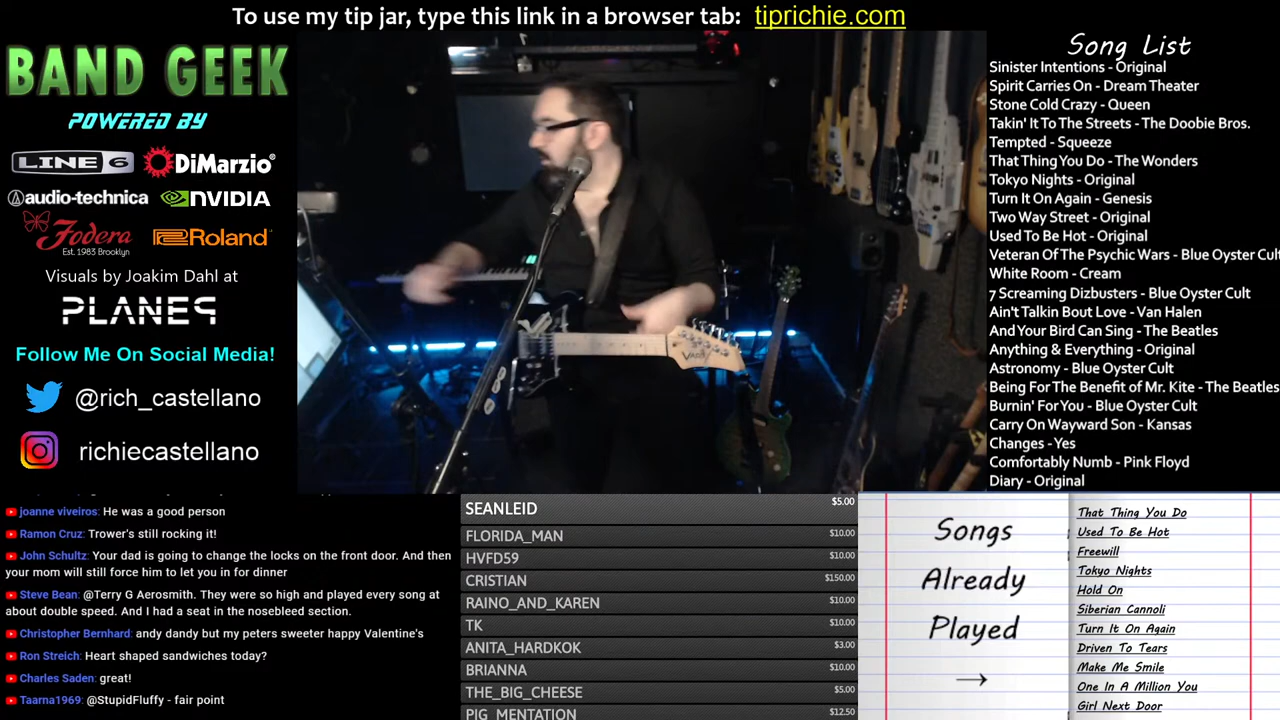 To use my tip jar, type this link in a browser tab: tiprichie.com
BAND GEEK
POWERED BY
LINE 6
DiMarzio
audio-technica
NVIDIA
Fodera
Est. 1983 Brooklyn
Roland
Visuals by Joakim Dahl at
PLANE9
Follow Me On Social Media!
@rich_castellano
richiecastellano
Song List
Sinister Intentions - Original
Spirit Carries On - Dream Theater
Stone Cold Crazy - Queen
Takin' It To The Streets - The Doobie Bros.
Tempted - Squeeze
That Thing You Do - The Wonders
Tokyo Nights - Original
Turn It On Again - Genesis
Two Way Street - Original
Used To Be Hot - Original
Veteran Of The Psychic Wars - Blue Oyster Cult
White Room - Cream
7 Screaming Dizbusters - Blue Oyster Cult
Ain't Talkin Bout Love - Van Halen
And Your Bird Can Sing - The Beatles
Anything & Everything - Original
Astronomy - Blue Oyster Cult
Being For The Benefit of Mr. Kite - The Beatles
Burnin' For You - Blue Oyster Cult
Carry On Wayward Son - Kansas
Changes - Yes
Comfortably Numb - Pink Floyd
Diary - Original
joanne viveiros: He was a good person
Ramon Cruz: Trower's still rocking it!
John Schultz: Your dad is going to change the locks on the front door. And then
your mom will still force him to let you in for dinner
Steve Bean: @Terry G Aerosmith. They were so high and played every song at
about double speed. And I had a seat in the nosebleed section.
Christopher Bernhard: andy dandy but my peters sweeter happy Valentine's
Ron Streich: Heart shaped sandwiches today?
Charles Saden: great!
Taarna1969: @StupidFluffy - fair point
SEANLEID $5.00
FLORIDA_MAN $10.00
HVFD59 $10.00
CRISTIAN $150.00
RAINO_AND_KAREN $10.00
TK $10.00
ANITA_HARDKOK $3.00
BRIANNA $10.00
THE_BIG_CHEESE $5.00
PIG_MENTATION $12.50
Songs
Already
Played
→
That Thing You Do
Used To Be Hot
Freewill
Tokyo Nights
Hold On
Siberian Cannoli
Turn It On Again
Driven To Tears
Make Me Smile
One In A Million You
Girl Next Door